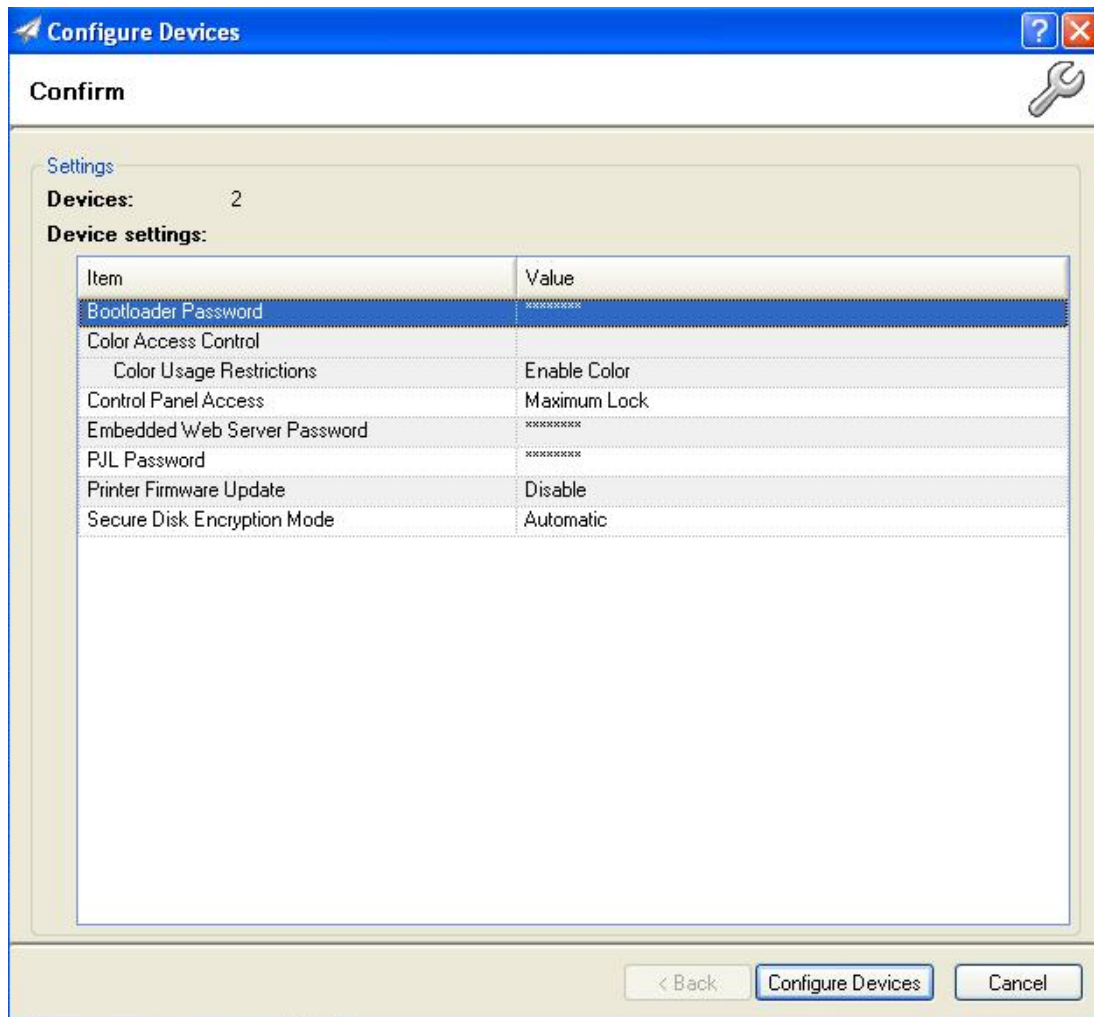 Configure Devices
Confirm
Settings
Devices: 2
Device settings:
Item Value
Bootloader Password ********
Color Access Control
Color Usage Restrictions Enable Color
Control Panel Access Maximum Lock
Embedded Web Server Password ********
PJL Password ********
Printer Firmware Update Disable
Secure Disk Encryption Mode Automatic
< Back Configure Devices Cancel